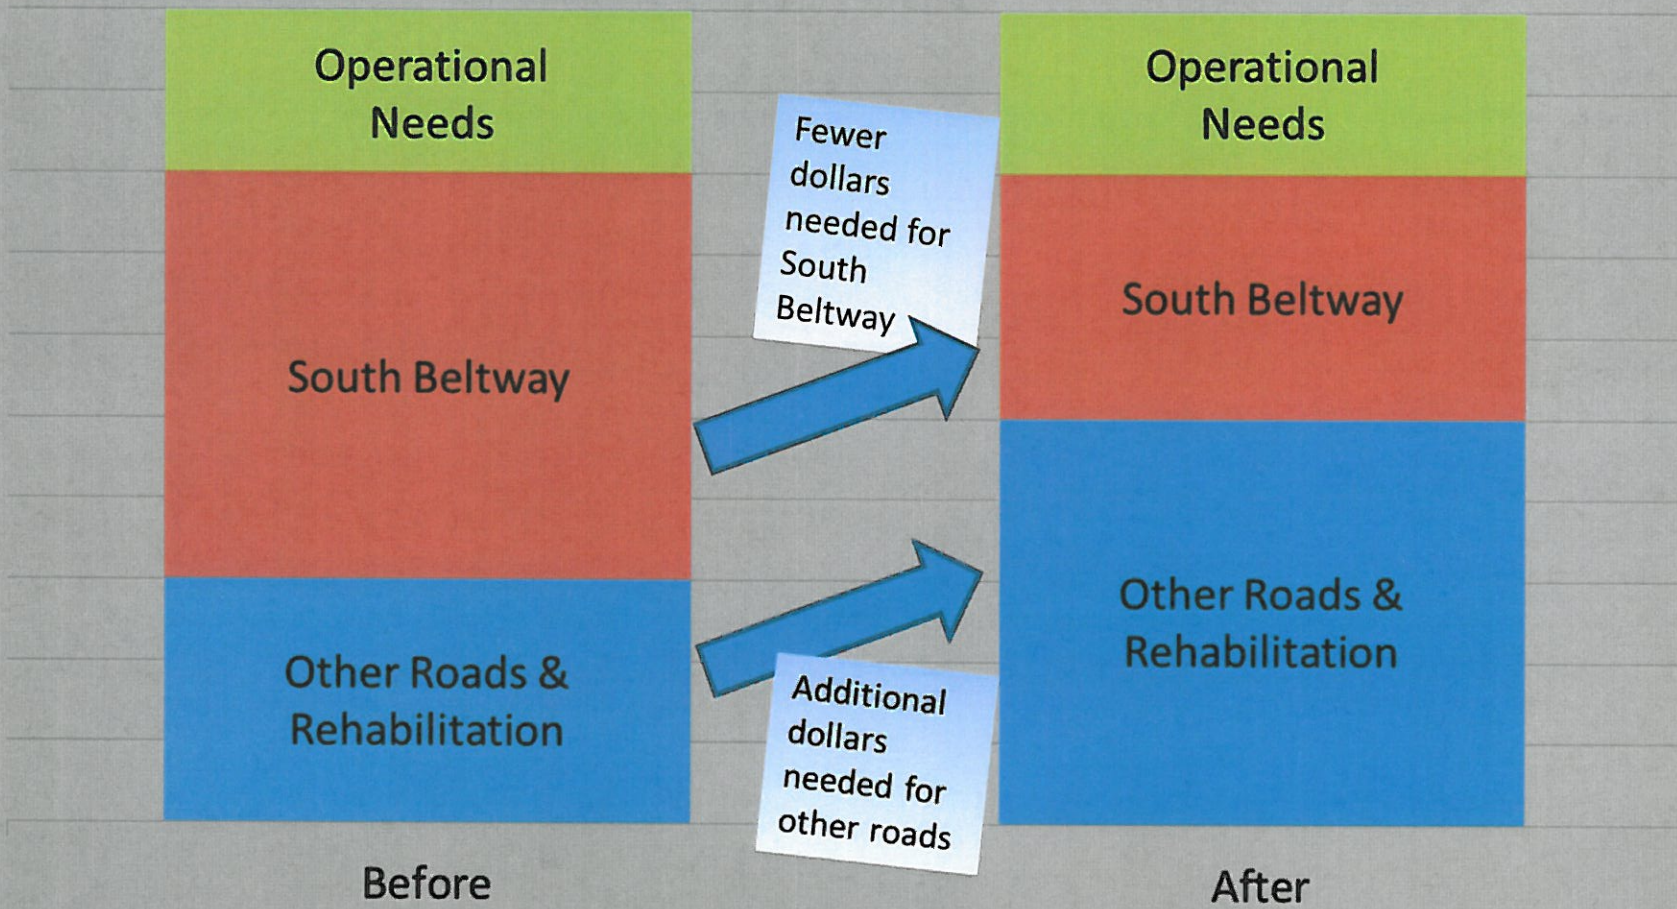 Operational
Needs
South Beltway
Other Roads &
Rehabilitation
Before
Fewer
dollars
needed for
South
Beltway
Additional
dollars
needed for
other roads
Operational
Needs
South Beltway
Other Roads &
Rehabilitation
After